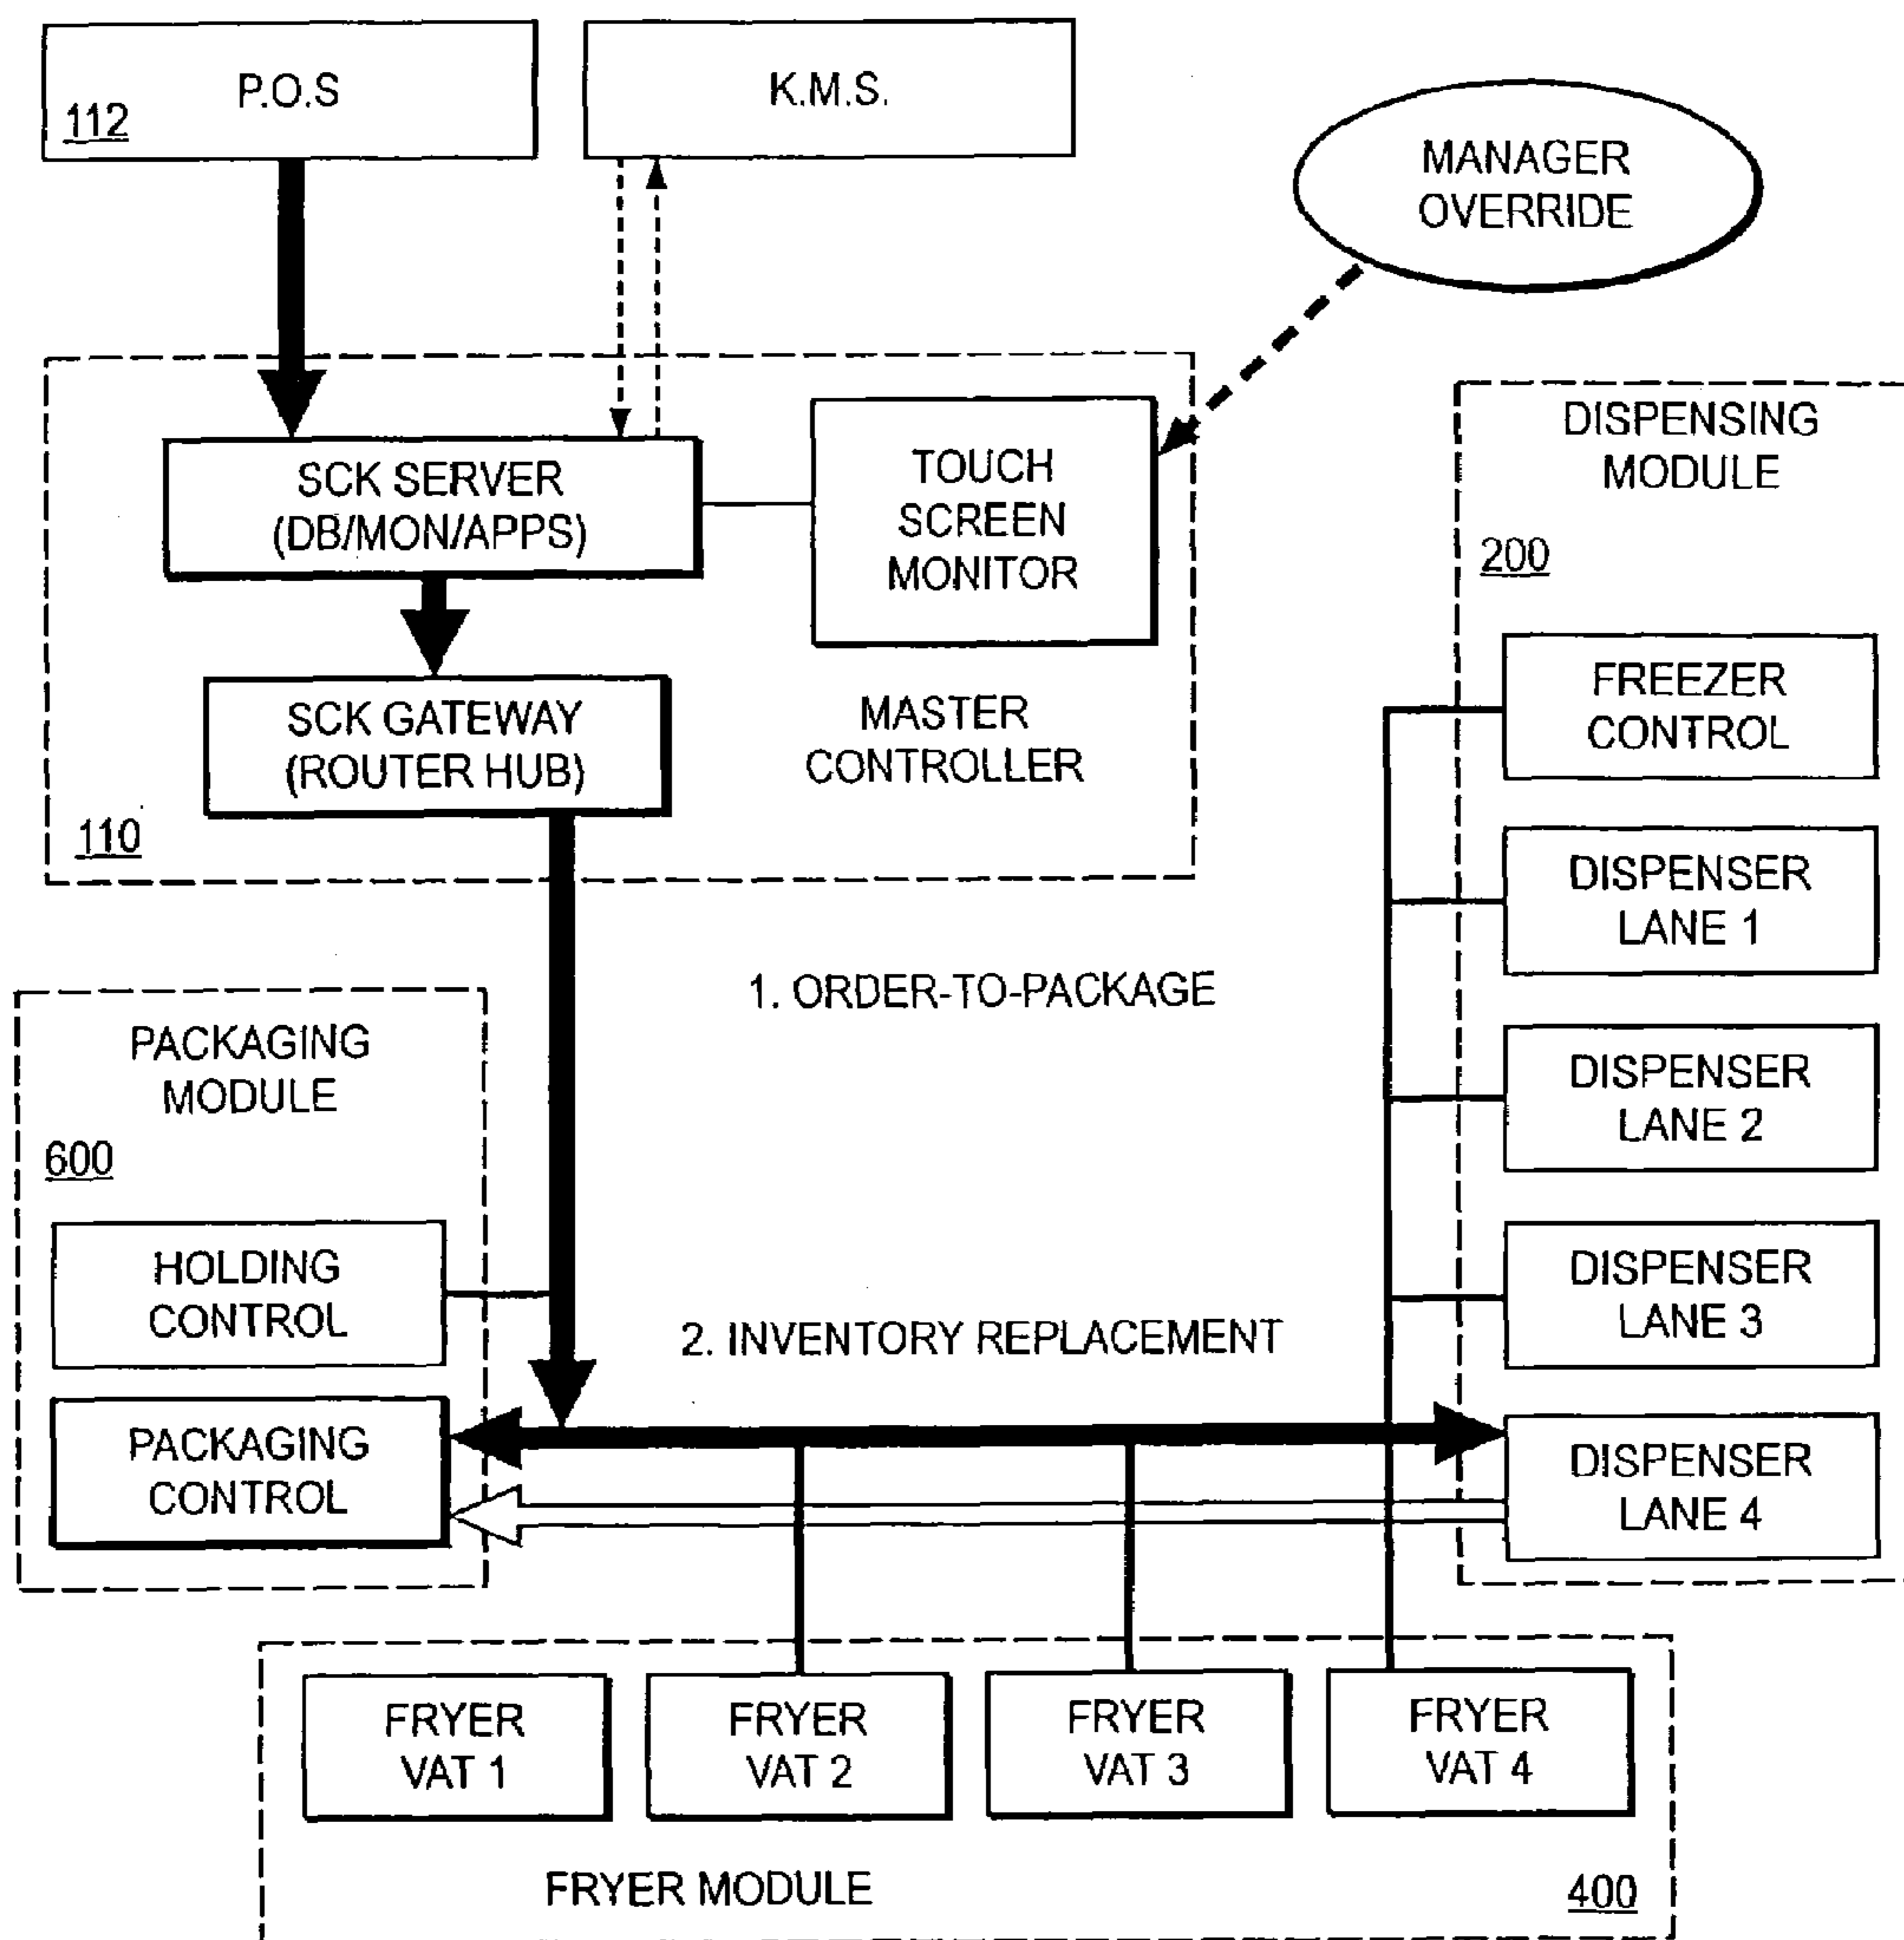 P.O.S
112
K.M.S.
MANAGER
OVERRIDE
SCK SERVER
(DB/MON/APPS)
TOUCH
SCREEN
MONITOR
SCK GATEWAY
(ROUTER HUB)
MASTER
CONTROLLER
110
DISPENSING
MODULE
200
FREEZER
CONTROL
DISPENSER
LANE 1
DISPENSER
LANE 2
DISPENSER
LANE 3
DISPENSER
LANE 4
1. ORDER-TO-PACKAGE
PACKAGING
MODULE
600
HOLDING
CONTROL
2. INVENTORY REPLACEMENT
PACKAGING
CONTROL
FRYER
VAT 1
FRYER
VAT 2
FRYER
VAT 3
FRYER
VAT 4
FRYER MODULE
400